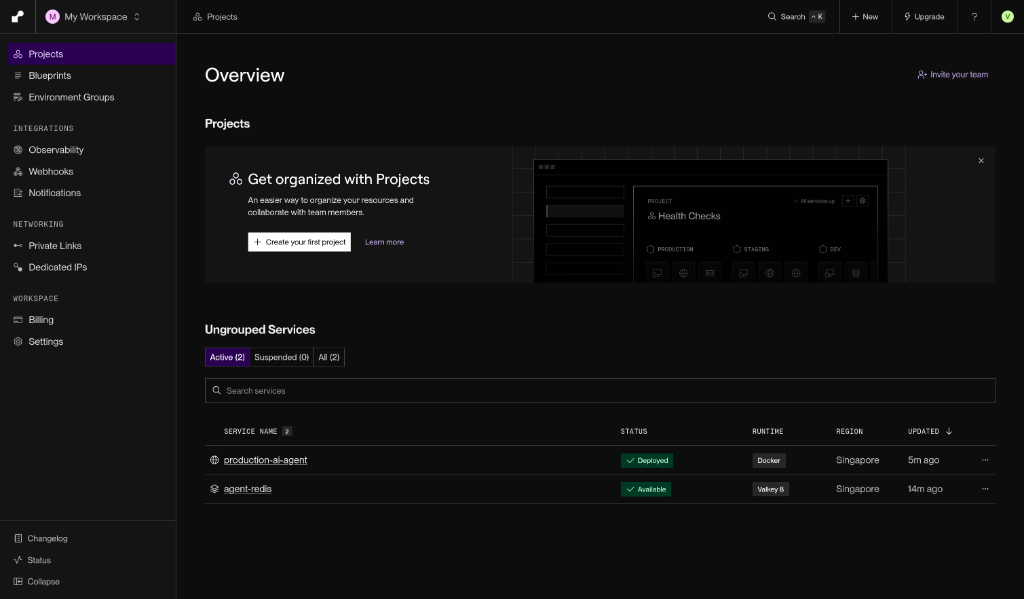 M My Workspace
Projects
Search ^ K
+ New
Upgrade
?
V
Projects
Blueprints
Environment Groups
INTEGRATIONS
Observability
Webhooks
Notifications
NETWORKING
Private Links
Dedicated IPs
WORKSPACE
Billing
Settings
Changelog
Status
Collapse
Overview
Invite your team
Projects
Get organized with Projects
An easier way to organize your resources and
collaborate with team members.
+ Create your first project
Learn more
PROJECT
All services up
Health Checks
PRODUCTION
STAGING
DEV
Ungrouped Services
Active (2)
Suspended (0)
All (2)
Search services
SERVICE NAME 2 STATUS RUNTIME REGION UPDATED ↓
production-ai-agent ✓ Deployed Docker Singapore 5m ago ...
agent-redis ✓ Available Valkey 8 Singapore 14m ago ...